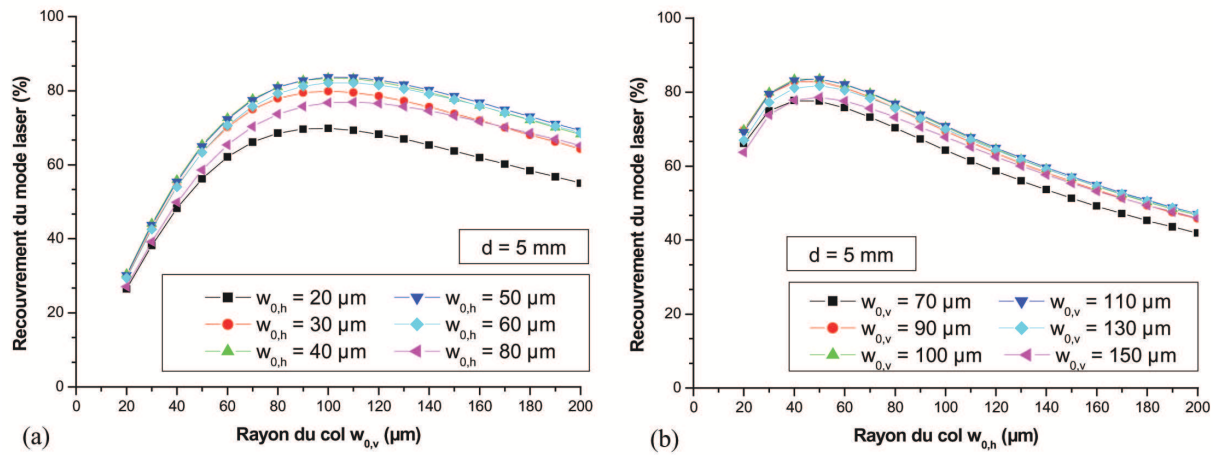 Recouvrement du mode laser (%)
100
80
60
40
20
0
d = 5 mm
w0,h = 20 µm
w0,h = 50 µm
w0,h = 30 µm
w0,h = 60 µm
w0,h = 40 µm
w0,h = 80 µm
0 20 40 60 80 100 120 140 160 180 200
(a)
Rayon du col w0,v (µm)
Recouvrement du mode laser (%)
100
80
60
40
20
0
d = 5 mm
w0,v = 70 µm
w0,v = 110 µm
w0,v = 90 µm
w0,v = 130 µm
w0,v = 100 µm
w0,v = 150 µm
0 20 40 60 80 100 120 140 160 180 200
(b)
Rayon du col w0,h (µm)